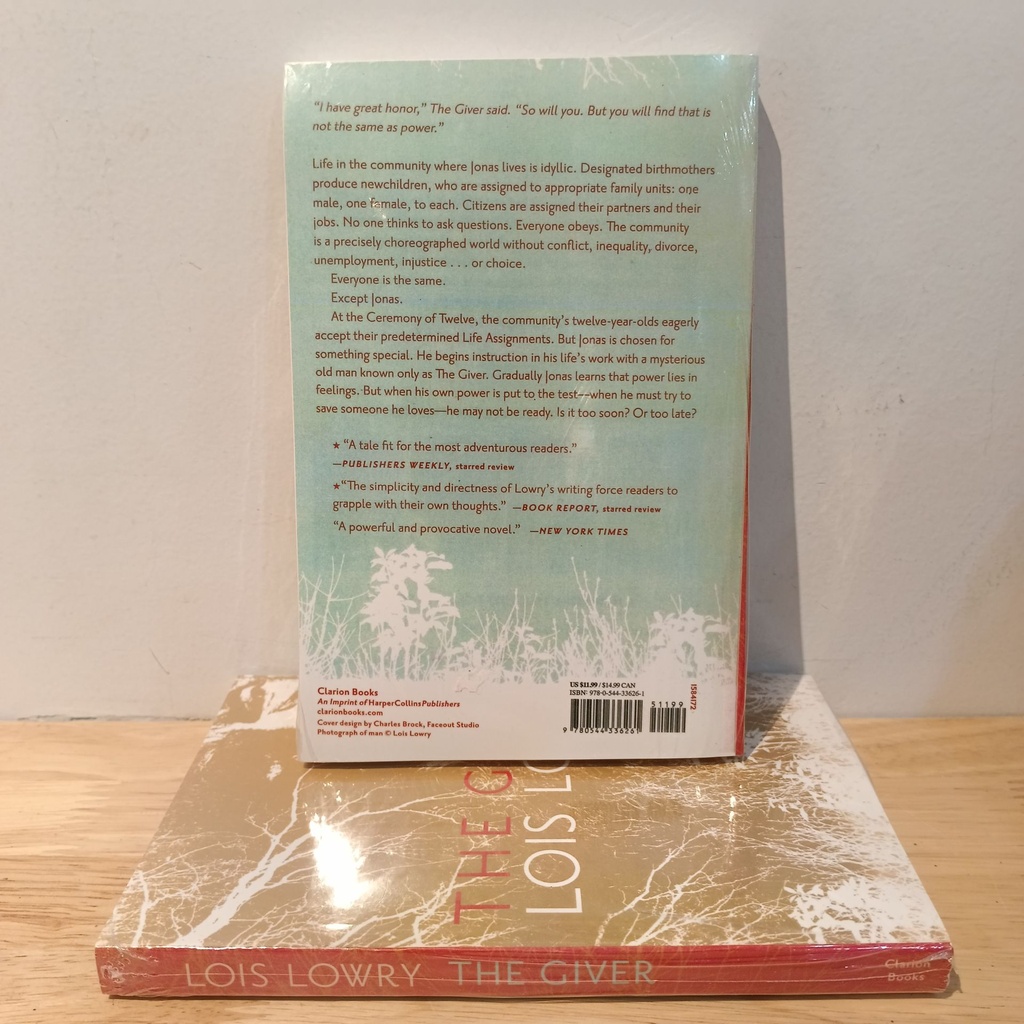 “I have great honor,” The Giver said. “So will you. But you will find that is
not the same as power.”
Life in the community where Jonas lives is idyllic. Designated birthmothers
produce newchildren, who are assigned to appropriate family units: one
male, one female, to each. Citizens are assigned their partners and their
jobs. No one thinks to ask questions. Everyone obeys. The community
is a precisely choreographed world without conflict, inequality, divorce,
unemployment, injustice . . . or choice.
Everyone is the same.
Except Jonas.
At the Ceremony of Twelve, the community’s twelve-year-olds eagerly
accept their predetermined Life Assignments. But Jonas is chosen for
something special. He begins instruction in his life’s work with a mysterious
old man known only as The Giver. Gradually Jonas learns that power lies in
feelings. But when his own power is put to the test—when he must try to
save someone he loves—he may not be ready. Is it too soon? Or too late?
★ “A tale fit for the most adventurous readers.”
—PUBLISHERS WEEKLY, starred review
★ “The simplicity and directness of Lowry’s writing force readers to
grapple with their own thoughts.” —BOOK REPORT, starred review
“A powerful and provocative novel.” —NEW YORK TIMES
Clarion Books
An Imprint of HarperCollinsPublishers
clarionbooks.com
Cover design by Charles Brock, Faceout Studio
Photograph of man © Lois Lowry
US $11.99 / $14.99 CAN
ISBN: 978-0-544-33626-1
51199
9 780544 336261
1584172
THE G
LOIS LO
LOIS LOWRY THE GIVER
Clarion
Books